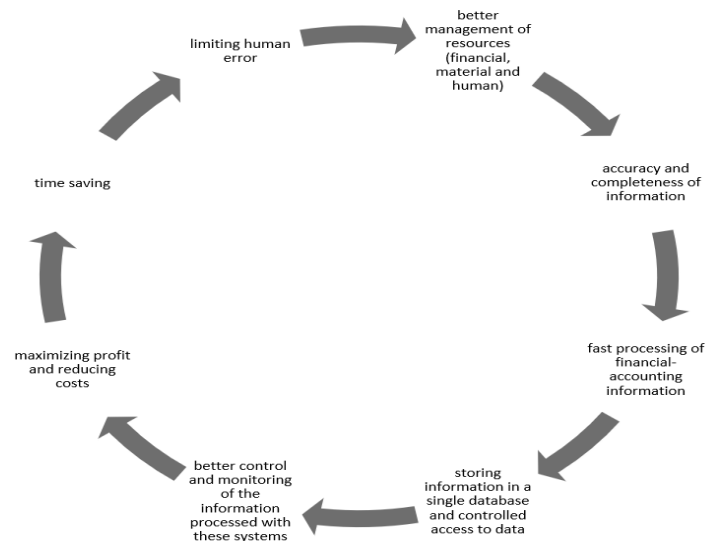 limiting human
error
better
management of
resources
(financial,
material and
human)
accuracy and
completeness of
information
fast processing of
financial-
accounting
information
storing
information in a
single database
and controlled
access to data
better control
and monitoring
of the
information
processed with
these systems
maximizing profit
and reducing
costs
time saving